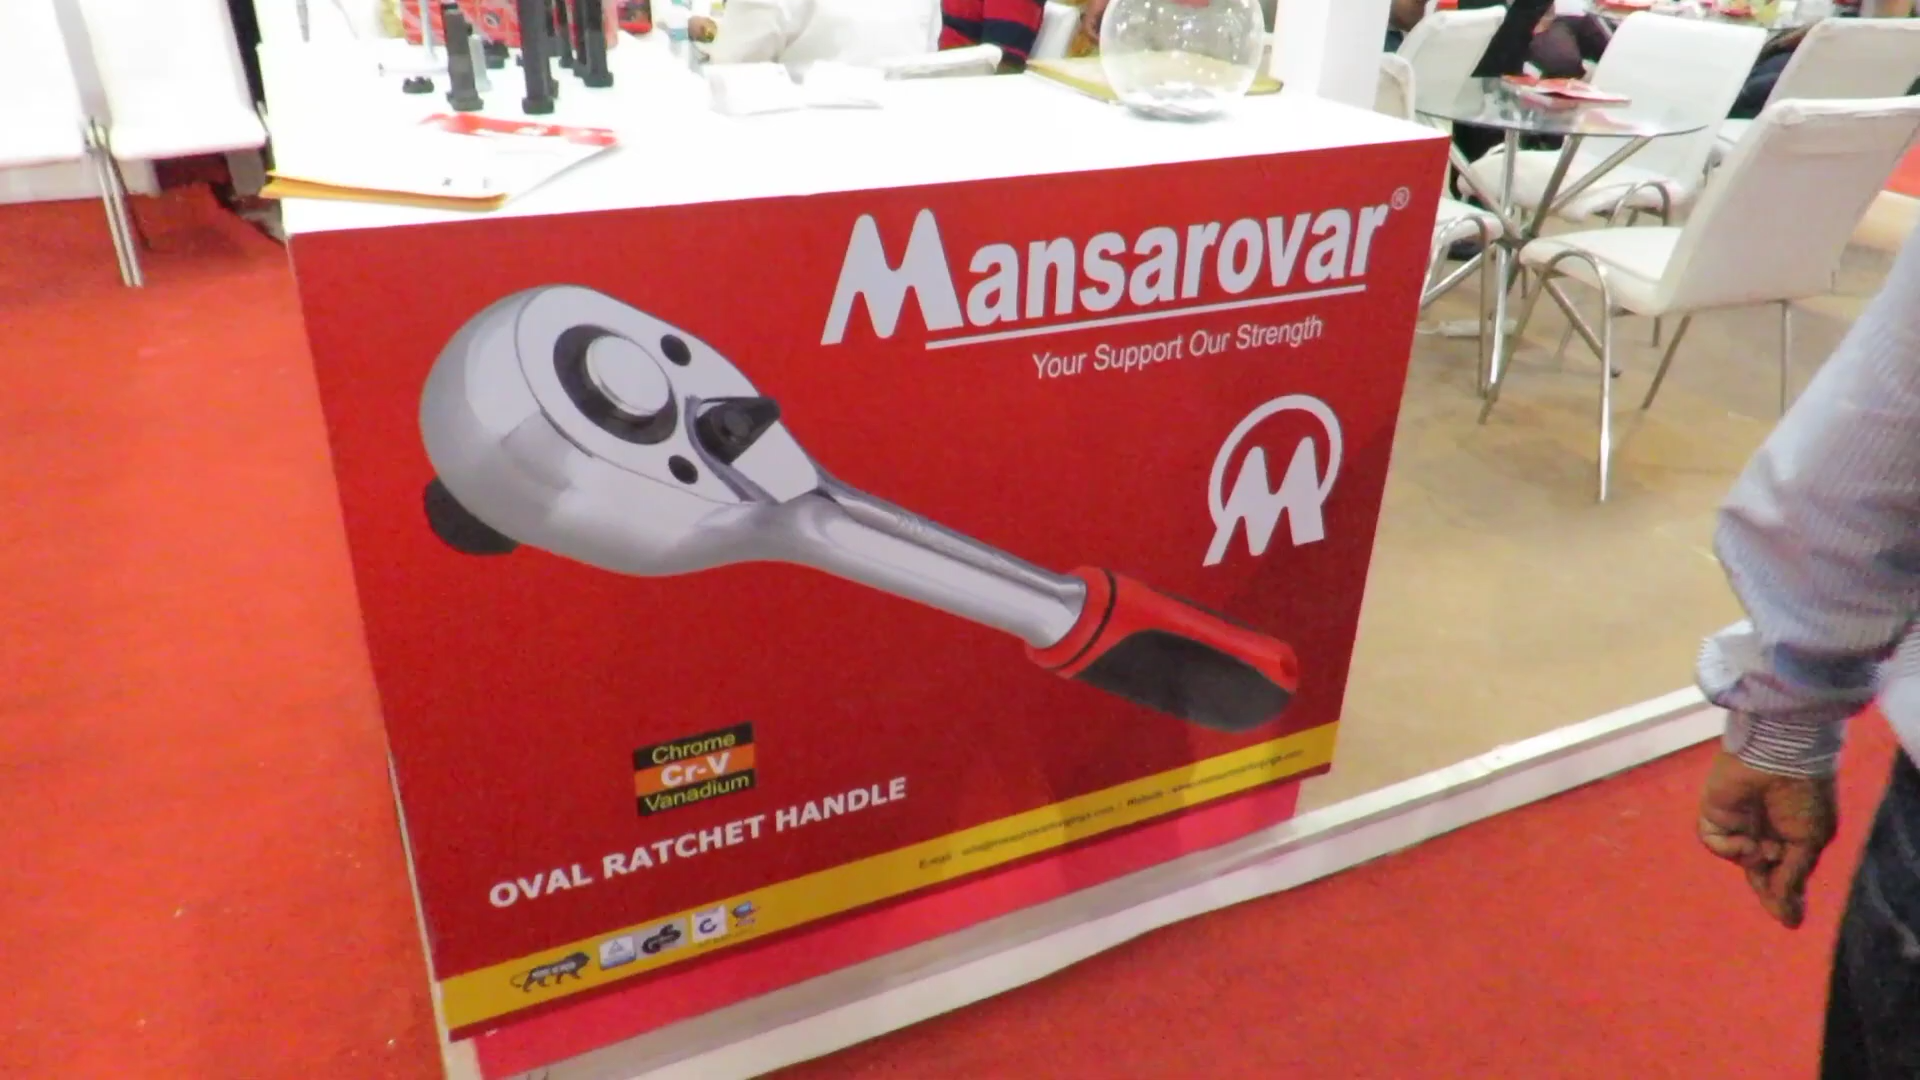 Mansarovar®
Your Support Our Strength
M
Chrome
Cr-V
Vanadium
OVAL RATCHET HANDLE